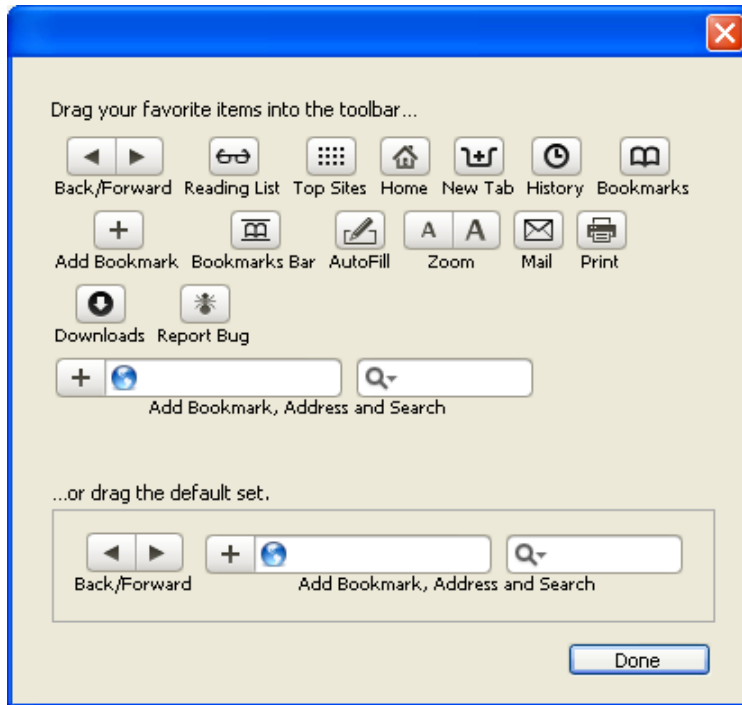 Drag your favorite items into the toolbar...
Back/Forward Reading List Top Sites Home New Tab History Bookmarks
A A
Add Bookmark Bookmarks Bar AutoFill Zoom Mail Print
Downloads Report Bug
Add Bookmark, Address and Search
...or drag the default set.
Back/Forward Add Bookmark, Address and Search
Done